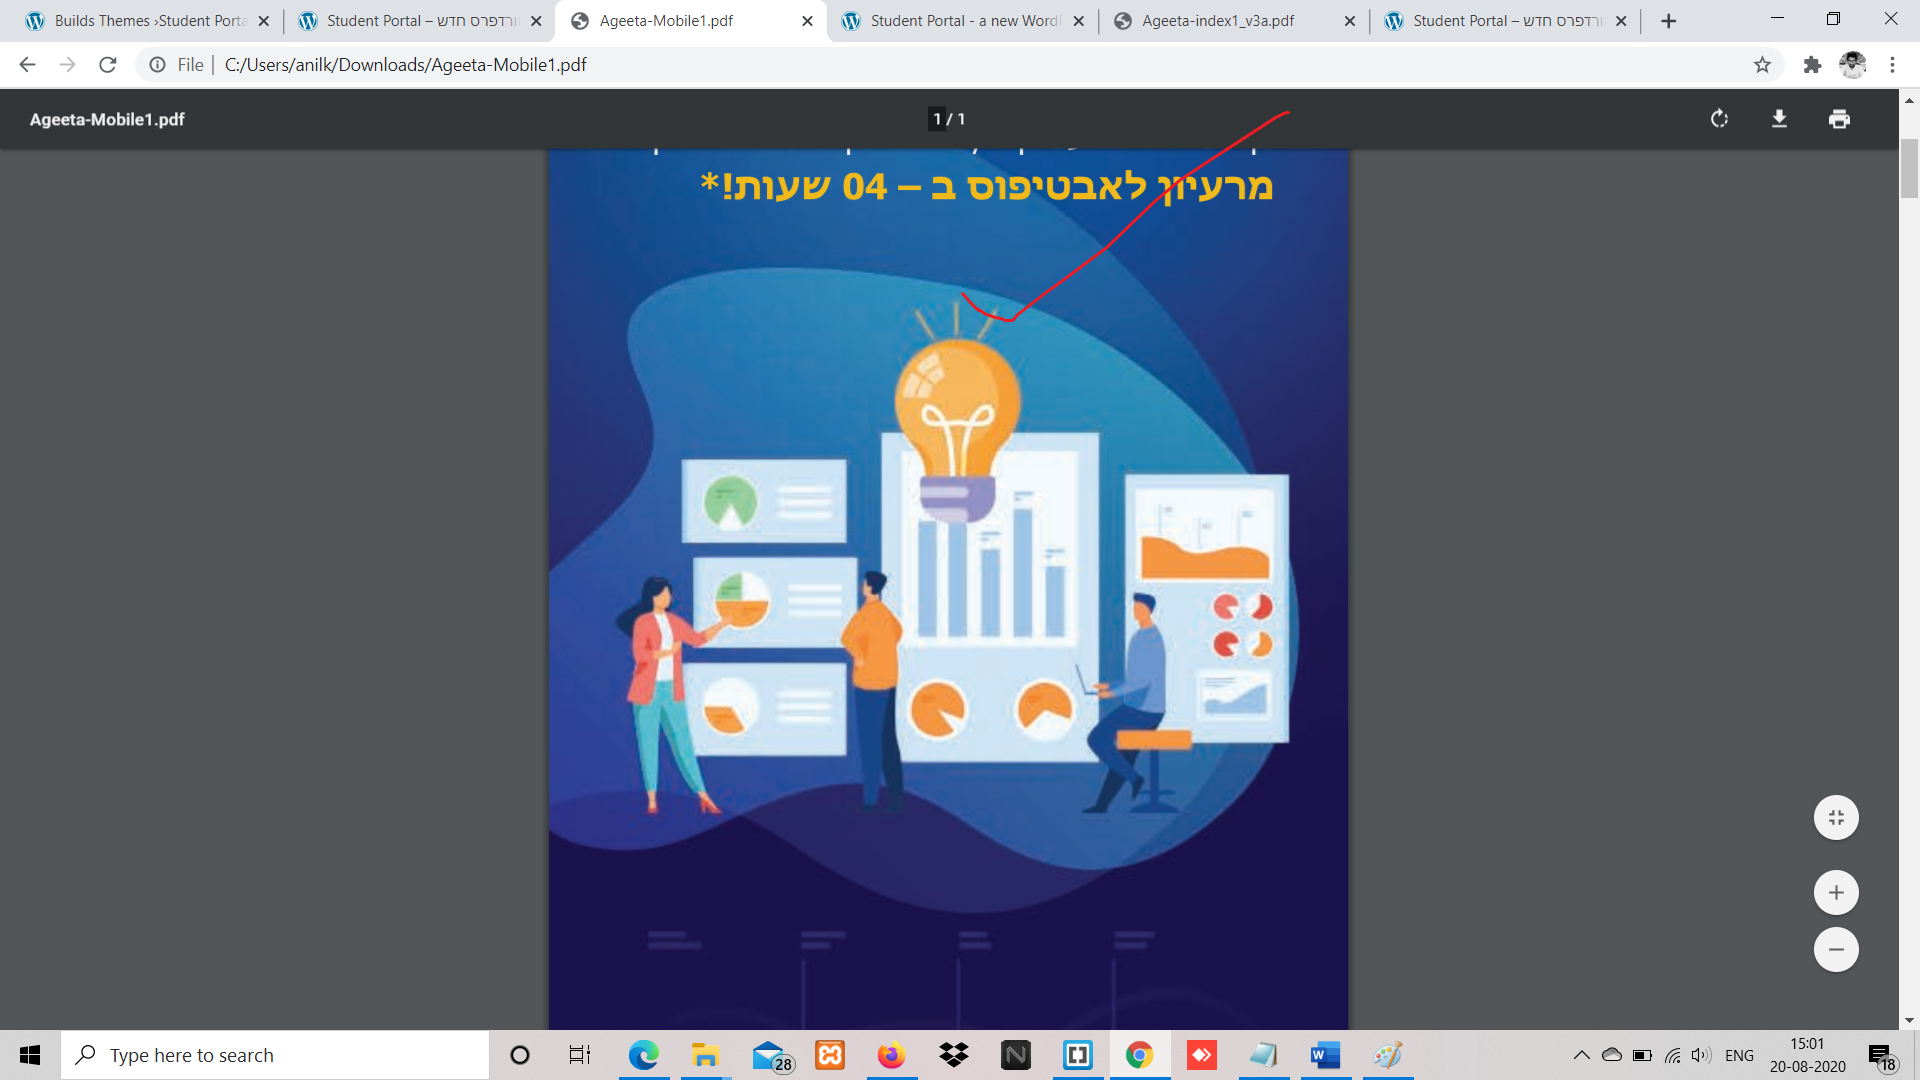 Builds Themes ›Student Porta
Student Portal – וורדפרס חדש
Ageeta-Mobile1.pdf
Student Portal - a new Word
Ageeta-index1_v3a.pdf
Student Portal – וורדפרס חדש
File
C:/Users/anilk/Downloads/Ageeta-Mobile1.pdf
Ageeta-Mobile1.pdf
1 / 1
מרעיון לאבטיפוס ב – 04 שעות!*
Type here to search
28
ENG
15:01
20-08-2020
18